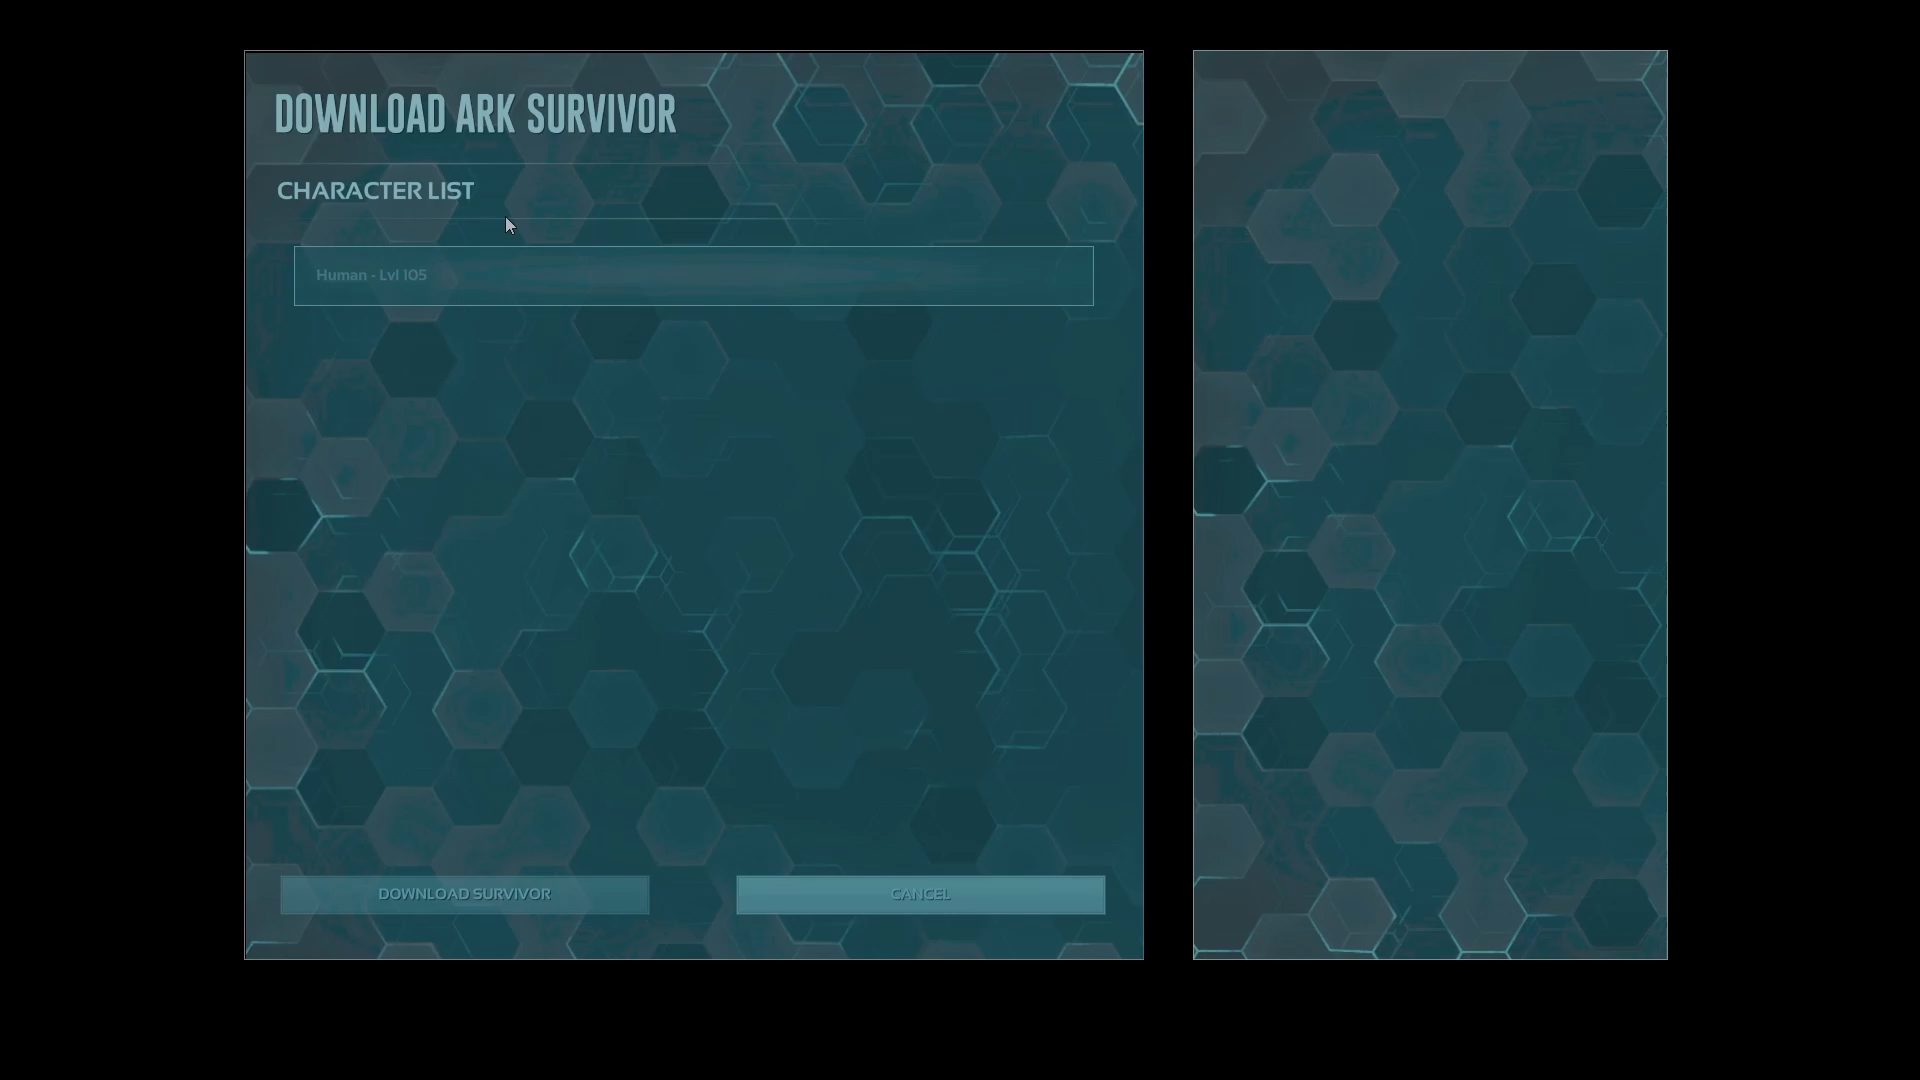 DOWNLOAD ARK SURVIVOR
CHARACTER LIST
Human - Lvl 105
DOWNLOAD SURVIVOR
CANCEL